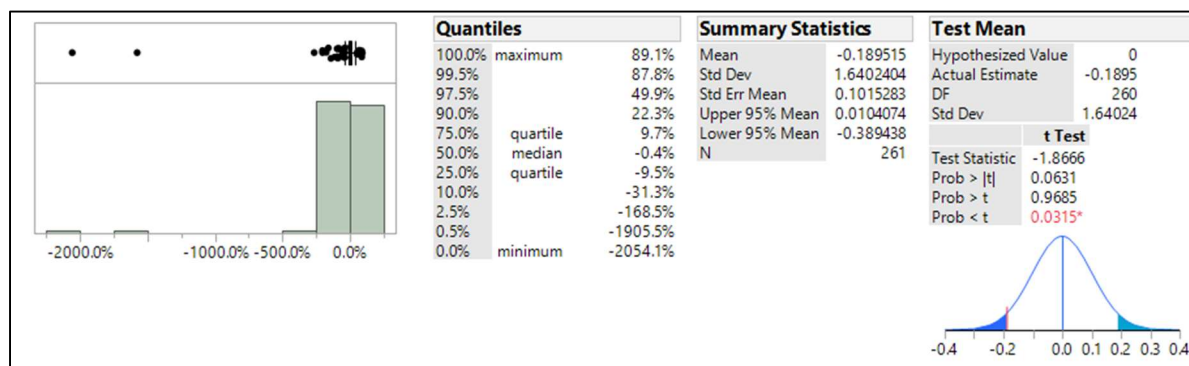 -2000.0% -1000.0% -500.0% 0.0%
Quantiles
100.0% maximum 89.1%
99.5% 87.8%
97.5% 49.9%
90.0% 22.3%
75.0% quartile 9.7%
50.0% median -0.4%
25.0% quartile -9.5%
10.0% -31.3%
2.5% -168.5%
0.5% -1905.5%
0.0% minimum -2054.1%
Summary Statistics
Mean -0.189515
Std Dev 1.6402404
Std Err Mean 0.1015283
Upper 95% Mean 0.0104074
Lower 95% Mean -0.389438
N 261
Test Mean
Hypothesized Value 0
Actual Estimate -0.1895
DF 260
Std Dev 1.64024
t Test
Test Statistic -1.8666
Prob > |t| 0.0631
Prob > t 0.9685
Prob < t 0.0315*
-0.4 -0.2 0.0 0.1 0.2 0.3 0.4